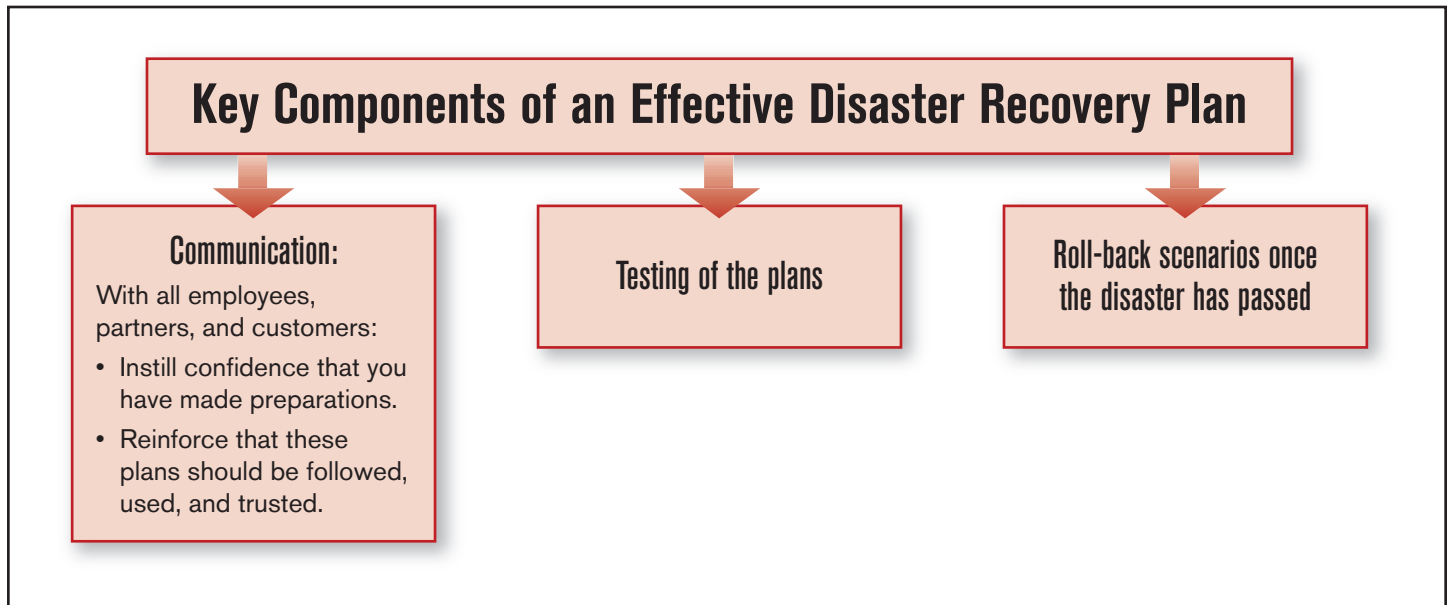 Key Components of an Effective Disaster Recovery Plan
Communication:
With all employees,
partners, and customers:
• Instill confidence that you
have made preparations.
• Reinforce that these
plans should be followed,
used, and trusted.
Testing of the plans
Roll-back scenarios once
the disaster has passed